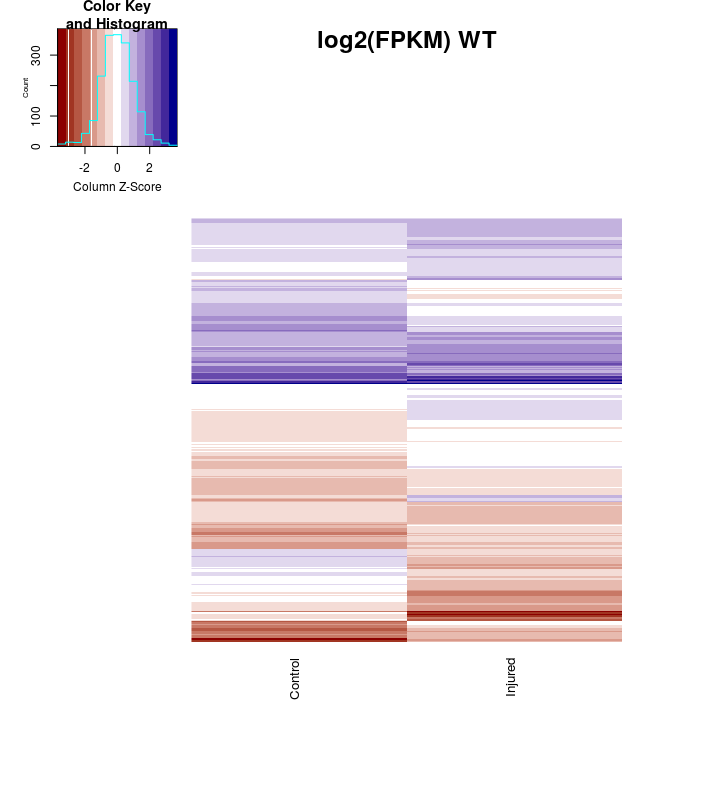 Color Key
and Histogram
log2(FPKM) WT
Count
0
100
300
-2
0
2
Column Z-Score
Control
Injured